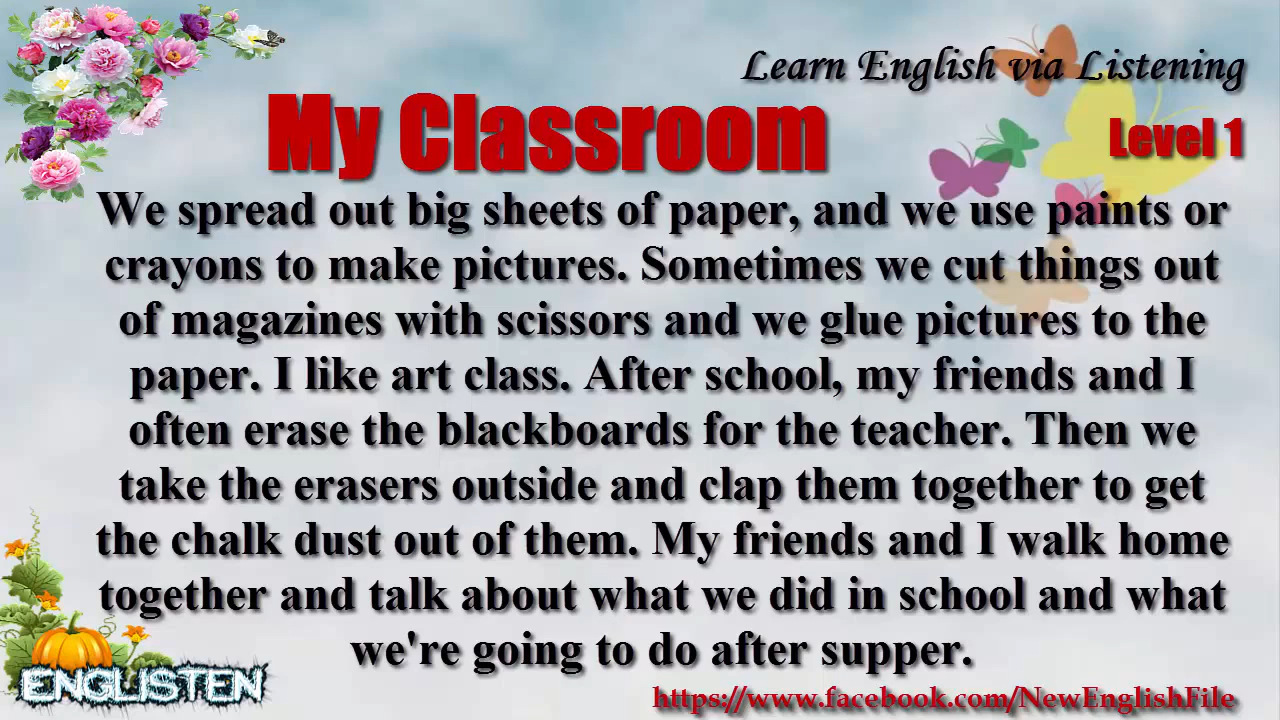 Learn English via Listening
My Classroom
Level 1
We spread out big sheets of paper, and we use paints or
crayons to make pictures. Sometimes we cut things out
of magazines with scissors and we glue pictures to the
paper. I like art class. After school, my friends and I
often erase the blackboards for the teacher. Then we
take the erasers outside and clap them together to get
the chalk dust out of them. My friends and I walk home
together and talk about what we did in school and what
we're going to do after supper.
ENGLISTEN
https://www.facebook.com/NewEnglishFile